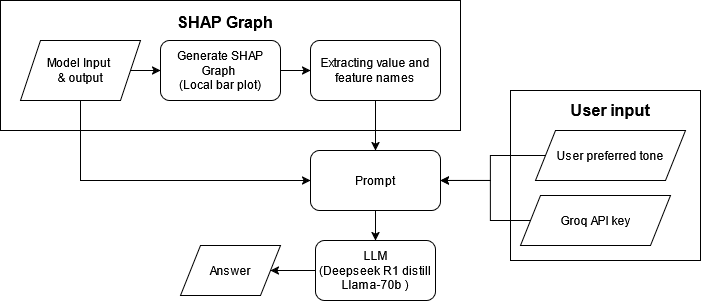 SHAP Graph
Model Input
& output
Generate SHAP
Graph
(Local bar plot)
Extracting value and
feature names
User input
User preferred tone
Prompt
Groq API key
LLM
(Deepseek R1 distill
Llama-70b )
Answer